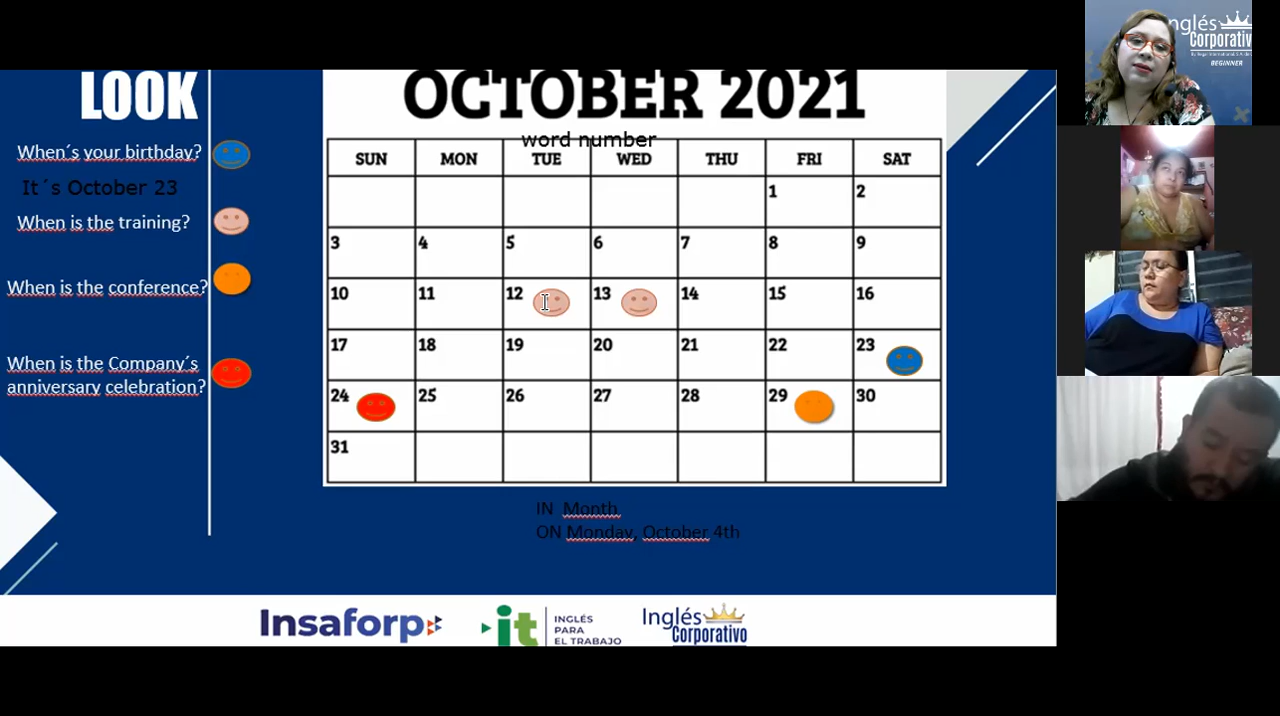 LOOK
When´s your birthday?
It´s October 23
When is the training?
When is the conference?
When is the Company´s
anniversary celebration?
OCTOBER 2021
word number
SUN MON TUE WED THU FRI SAT
1 2
3 4 5 6 7 8 9
10 11 12 13 14 15 16
17 18 19 20 21 22 23
24 25 26 27 28 29 30
31
IN Month
ON Monday, October 4th
Insaforp
it
INGLÉS
PARA
EL TRABAJO
Inglés
Corporativo
nglés
Corporativ
BEGINNER